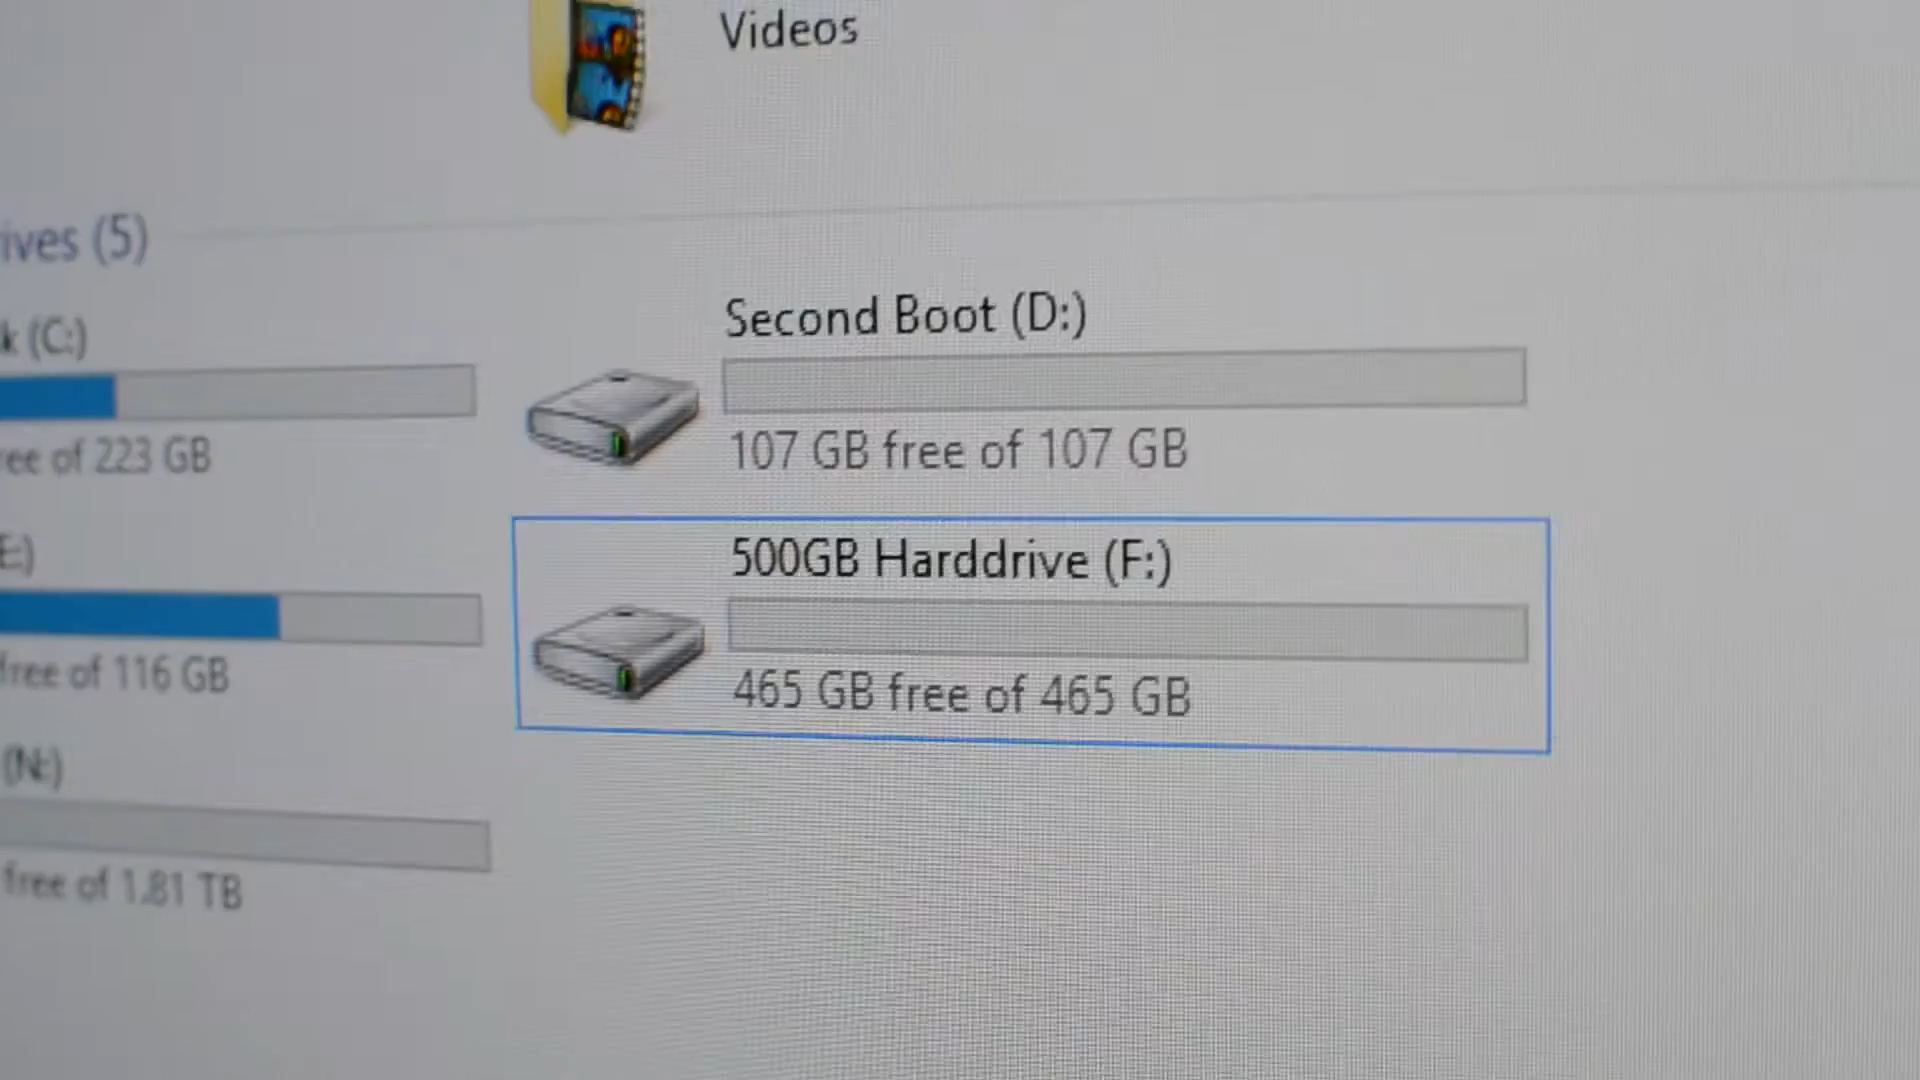 Videos
ives (5)
k (C:)
ree of 223 GB
Second Boot (D:)
107 GB free of 107 GB
E:)
free of 116 GB
500GB Harddrive (F:)
465 GB free of 465 GB
(N:)
free of 1.81 TB